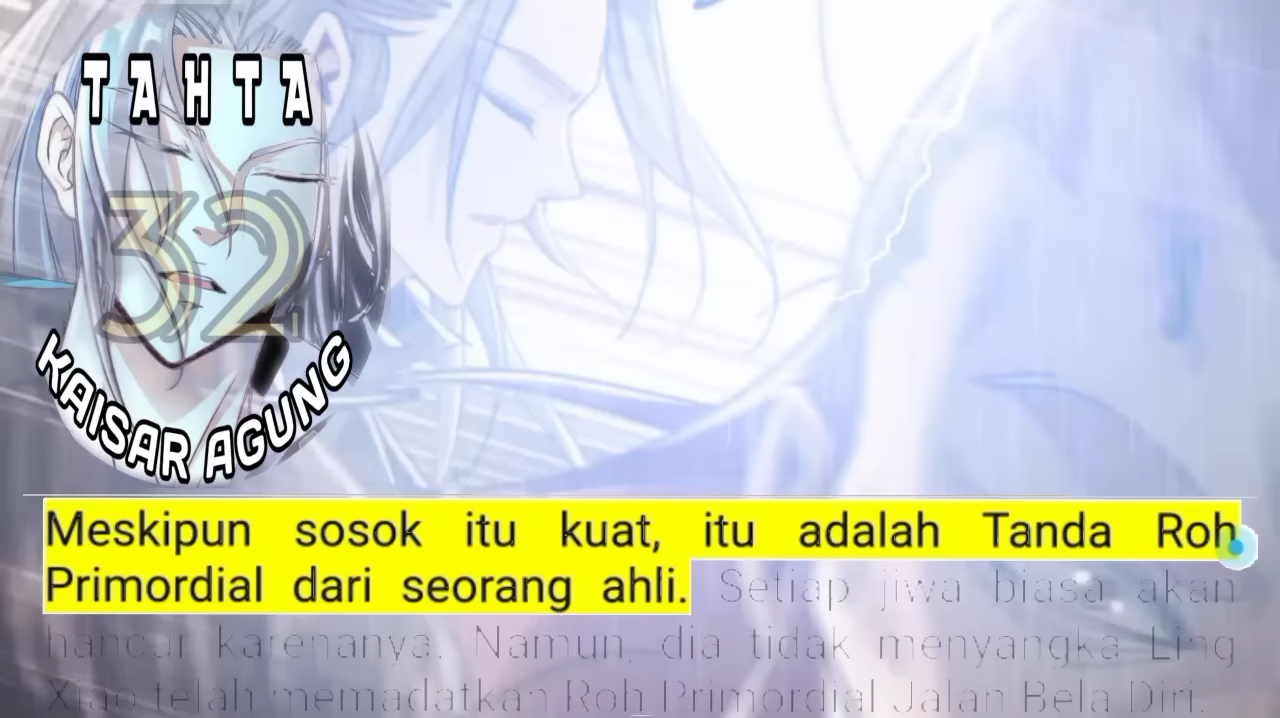 TAHTA
32.
KAISAR AGUNG
Meskipun sosok itu kuat, itu adalah Tanda Roh
Primordial dari seorang ahli. Setiap jiwa biasa akan
hancur karenanya. Namun, dia tidak menyangka Ling
Xiao telah memadatkan Roh Primordial Jalan Bela Diri.